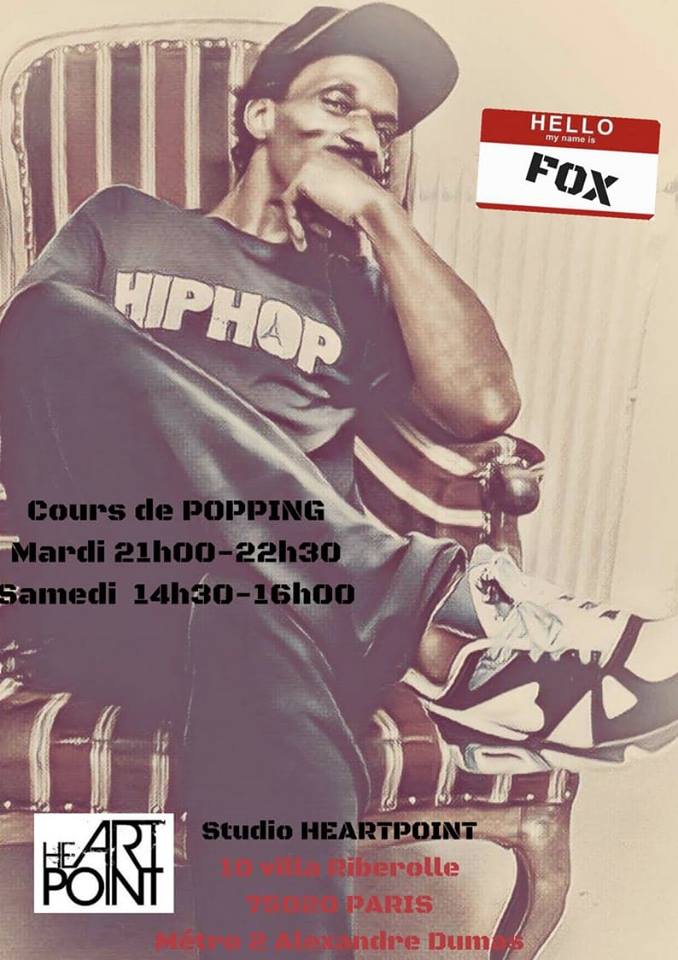 HELLO
my name is
FOX
HIPHOP
Cours de POPPING
Mardi 21h00-22h30
Samedi 14h30-16h00
HEART
POINT
Studio HEARTPOINT
10 villa Riberolle
75020 PARIS
Métro 2 Alexandre Dumas